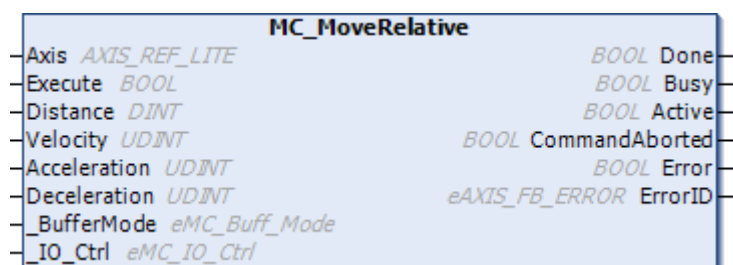 MC_MoveRelative
Axis AXIS_REF_LITE BOOL Done
Execute BOOL BOOL Busy
Distance DINT BOOL Active
Velocity UDINT BOOL CommandAborted
Acceleration UDINT BOOL Error
Deceleration UDINT eAXIS_FB_ERROR ErrorID
_BufferMode eMC_Buff_Mode
_IO_Ctrl eMC_IO_Ctrl